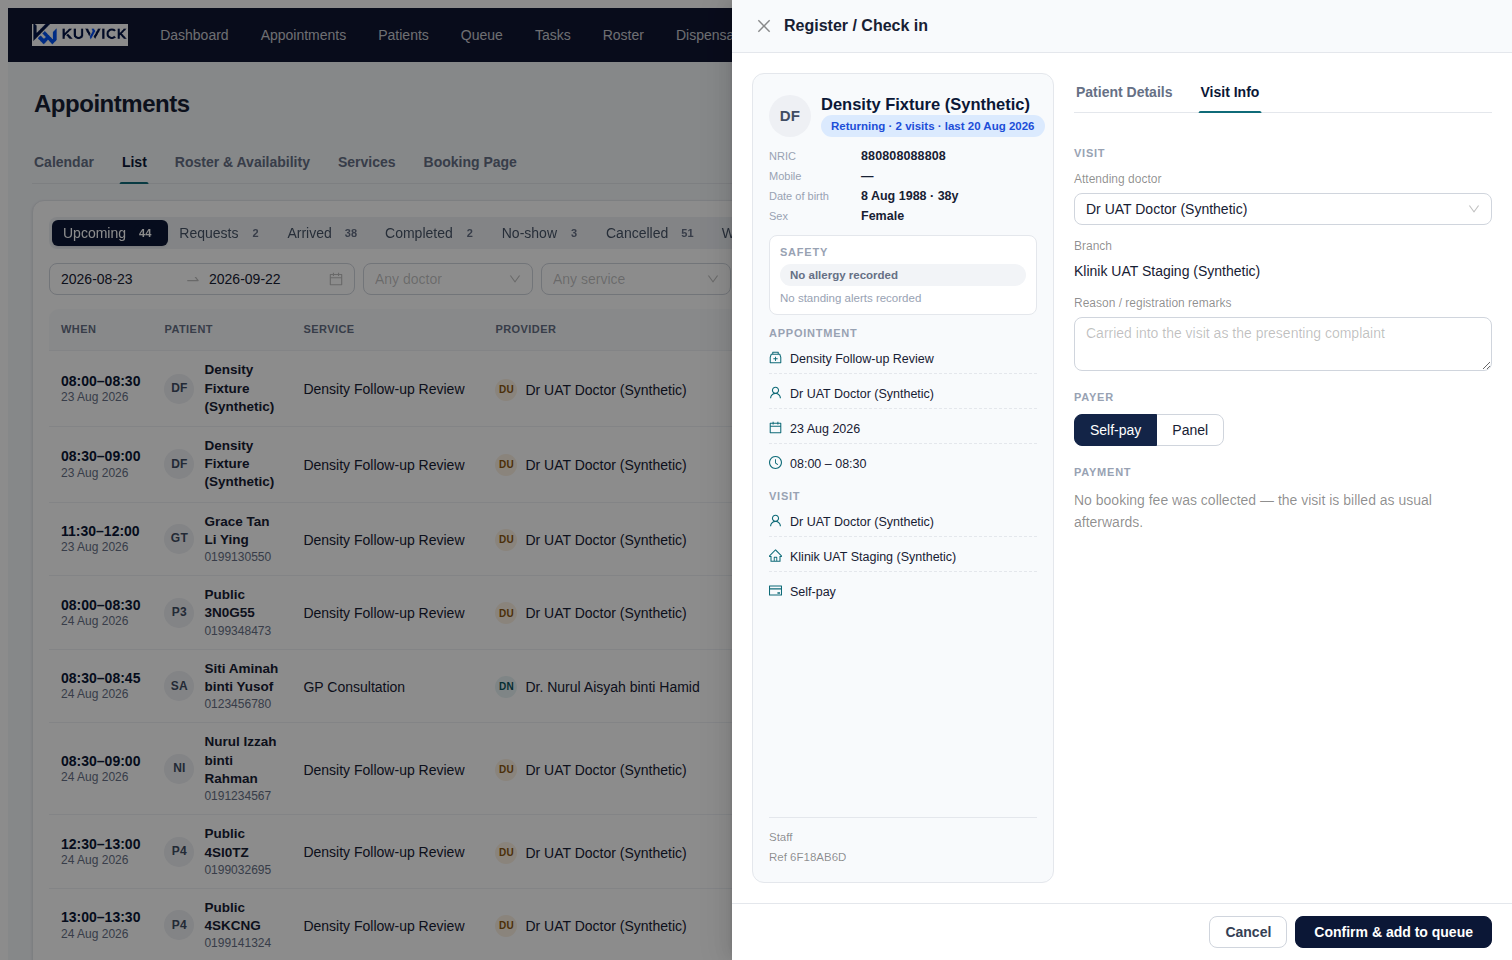 KUVVICK
Dashboard
Appointments
Patients
Queue
Tasks
Roster
Dispensa
Appointments
Calendar
List
Roster & Availability
Services
Booking Page
Upcoming 44
Requests 2
Arrived 38
Completed 2
No-show 3
Cancelled 51
W
2026-08-23 → 2026-09-22
Any doctor
Any service
WHEN
PATIENT
SERVICE
PROVIDER
08:00–08:30
23 Aug 2026
DF
Density
Fixture
(Synthetic)
Density Follow-up Review
DU Dr UAT Doctor (Synthetic)
08:30–09:00
23 Aug 2026
DF
Density
Fixture
(Synthetic)
Density Follow-up Review
DU Dr UAT Doctor (Synthetic)
11:30–12:00
23 Aug 2026
GT
Grace Tan
Li Ying
0199130550
Density Follow-up Review
DU Dr UAT Doctor (Synthetic)
08:00–08:30
24 Aug 2026
P3
Public
3N0G55
0199348473
Density Follow-up Review
DU Dr UAT Doctor (Synthetic)
08:30–08:45
24 Aug 2026
SA
Siti Aminah
binti Yusof
0123456780
GP Consultation
DN Dr. Nurul Aisyah binti Hamid
08:30–09:00
24 Aug 2026
NI
Nurul Izzah
binti
Rahman
0191234567
Density Follow-up Review
DU Dr UAT Doctor (Synthetic)
12:30–13:00
24 Aug 2026
P4
Public
4SI0TZ
0199032695
Density Follow-up Review
DU Dr UAT Doctor (Synthetic)
13:00–13:30
24 Aug 2026
P4
Public
4SKCNG
0199141324
Density Follow-up Review
DU Dr UAT Doctor (Synthetic)
Register / Check in
DF
Density Fixture (Synthetic)
Returning · 2 visits · last 20 Aug 2026
NRIC 880808088808
Mobile —
Date of birth 8 Aug 1988 · 38y
Sex Female
SAFETY
No allergy recorded
No standing alerts recorded
APPOINTMENT
Density Follow-up Review
Dr UAT Doctor (Synthetic)
23 Aug 2026
08:00 – 08:30
VISIT
Dr UAT Doctor (Synthetic)
Klinik UAT Staging (Synthetic)
Self-pay
Staff
Ref 6F18AB6D
Patient Details
Visit Info
VISIT
Attending doctor
Dr UAT Doctor (Synthetic)
Branch
Klinik UAT Staging (Synthetic)
Reason / registration remarks
Carried into the visit as the presenting complaint
PAYER
Self-pay
Panel
PAYMENT
No booking fee was collected — the visit is billed as usual
afterwards.
Cancel
Confirm & add to queue